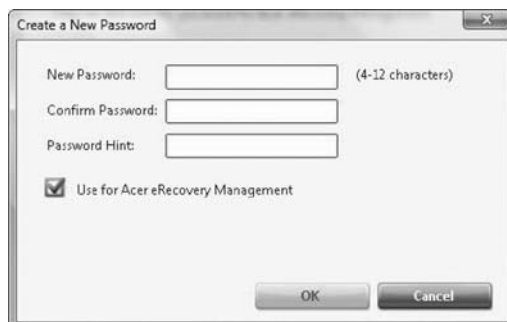 Create a New Password
New Password:
(4-12 characters)
Confirm Password:
Password Hint:
Use for Acer eRecovery Management
OK
Cancel